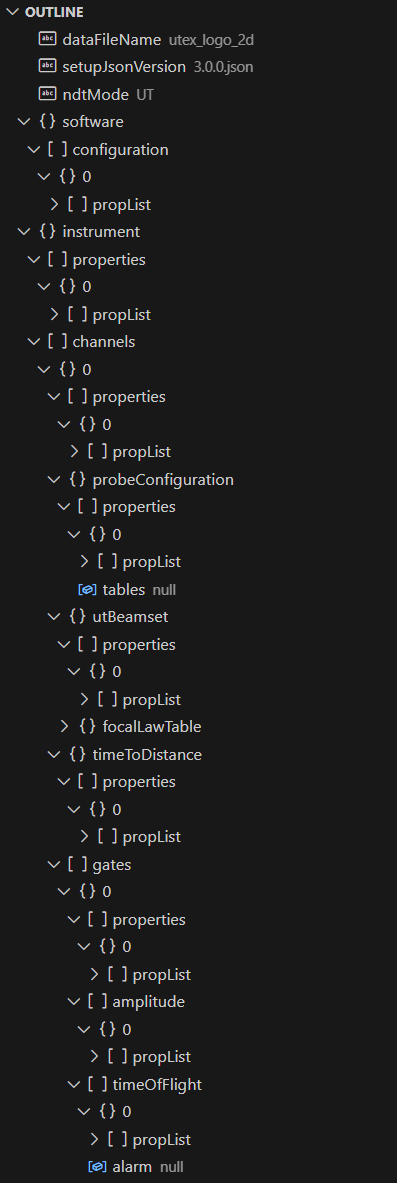 OUTLINE
dataFileName utex_logo_2d
setupJsonVersion 3.0.0.json
ndtMode UT
{} software
[ ] configuration
{} 0
[ ] propList
{} instrument
[ ] properties
{} 0
[ ] propList
[ ] channels
{} 0
[ ] properties
{} 0
[ ] propList
{} probeConfiguration
[ ] properties
{} 0
[ ] propList
tables null
{} utBeamset
[ ] properties
{} 0
[ ] propList
{} focalLawTable
{} timeToDistance
[ ] properties
{} 0
[ ] propList
[ ] gates
{} 0
[ ] properties
{} 0
[ ] propList
[ ] amplitude
{} 0
[ ] propList
[ ] timeOfFlight
{} 0
[ ] propList
alarm null